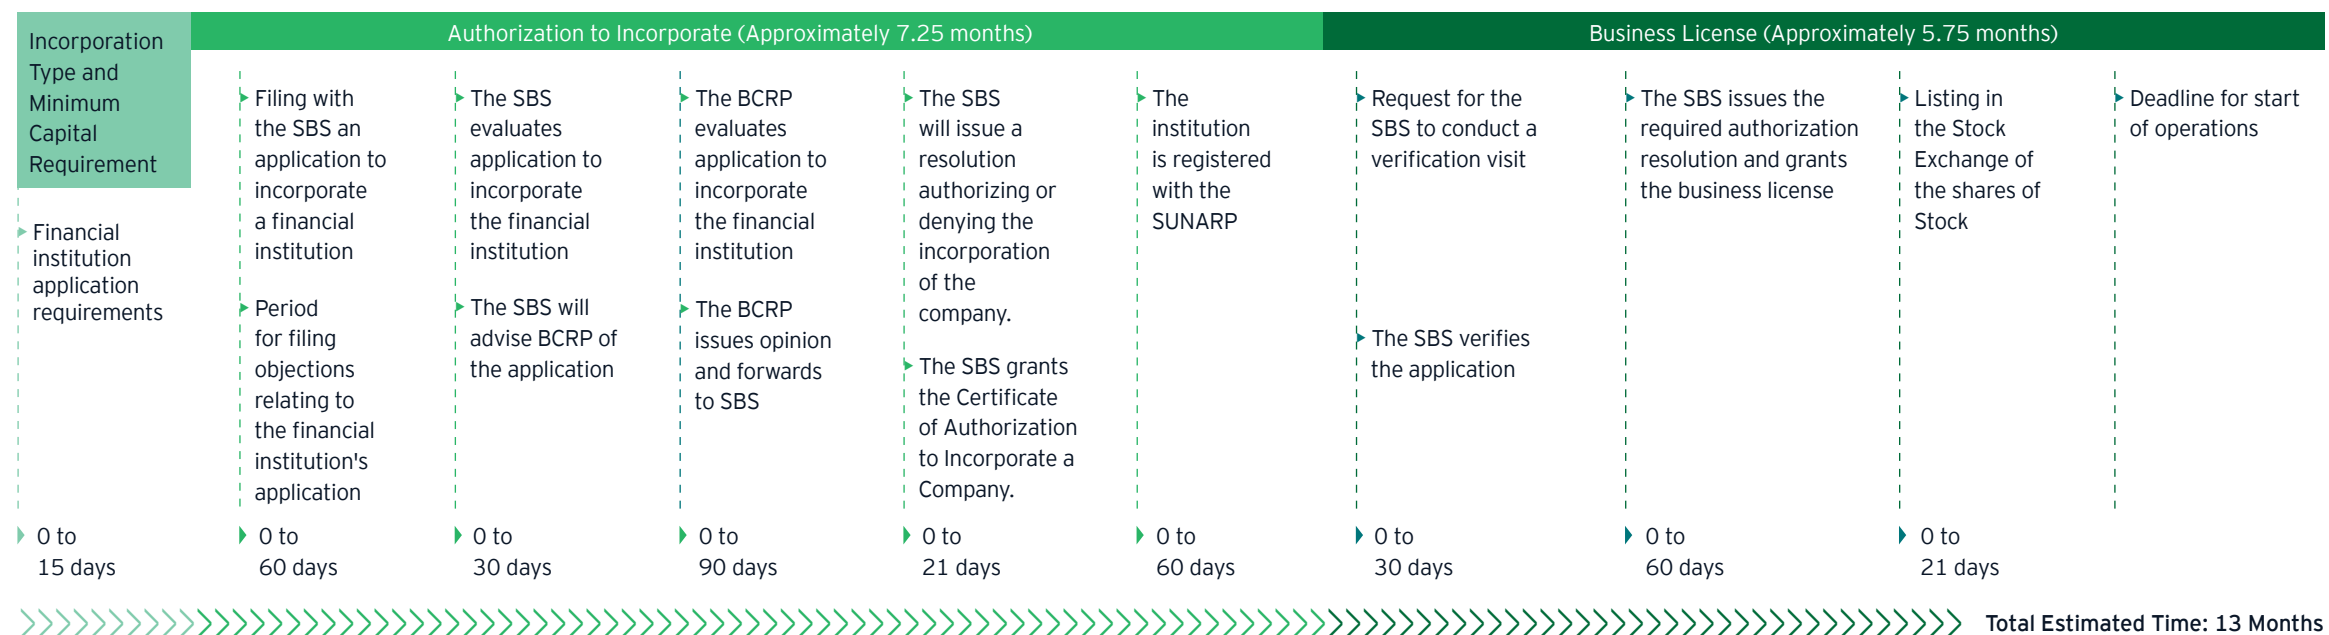 Incorporation
Type and
Minimum
Capital
Requirement
Financial
institution
application
requirements
0 to
15 days
Authorization to Incorporate (Approximately 7.25 months)
Filing with
the SBS an
application to
incorporate
a financial
institution
Period
for filing
objections
relating to
the financial
institution's
application
0 to
60 days
The SBS
evaluates
application to
incorporate
the financial
institution
The SBS will
advise BCRP of
the application
0 to
30 days
The BCRP
evaluates
application to
incorporate
the financial
institution
The BCRP
issues opinion
and forwards
to SBS
0 to
90 days
The SBS
will issue a
resolution
authorizing or
denying the
incorporation
of the
company.
The SBS grants
the Certificate
of Authorization
to Incorporate a
Company.
0 to
21 days
The
institution
is registered
with the
SUNARP
0 to
60 days
Business License (Approximately 5.75 months)
Request for the
SBS to conduct a
verification visit
The SBS verifies
the application
0 to
30 days
The SBS issues the
required authorization
resolution and grants
the business license
0 to
60 days
Listing in
the Stock
Exchange of
the shares of
Stock
0 to
21 days
Deadline for start
of operations
Total Estimated Time: 13 Months